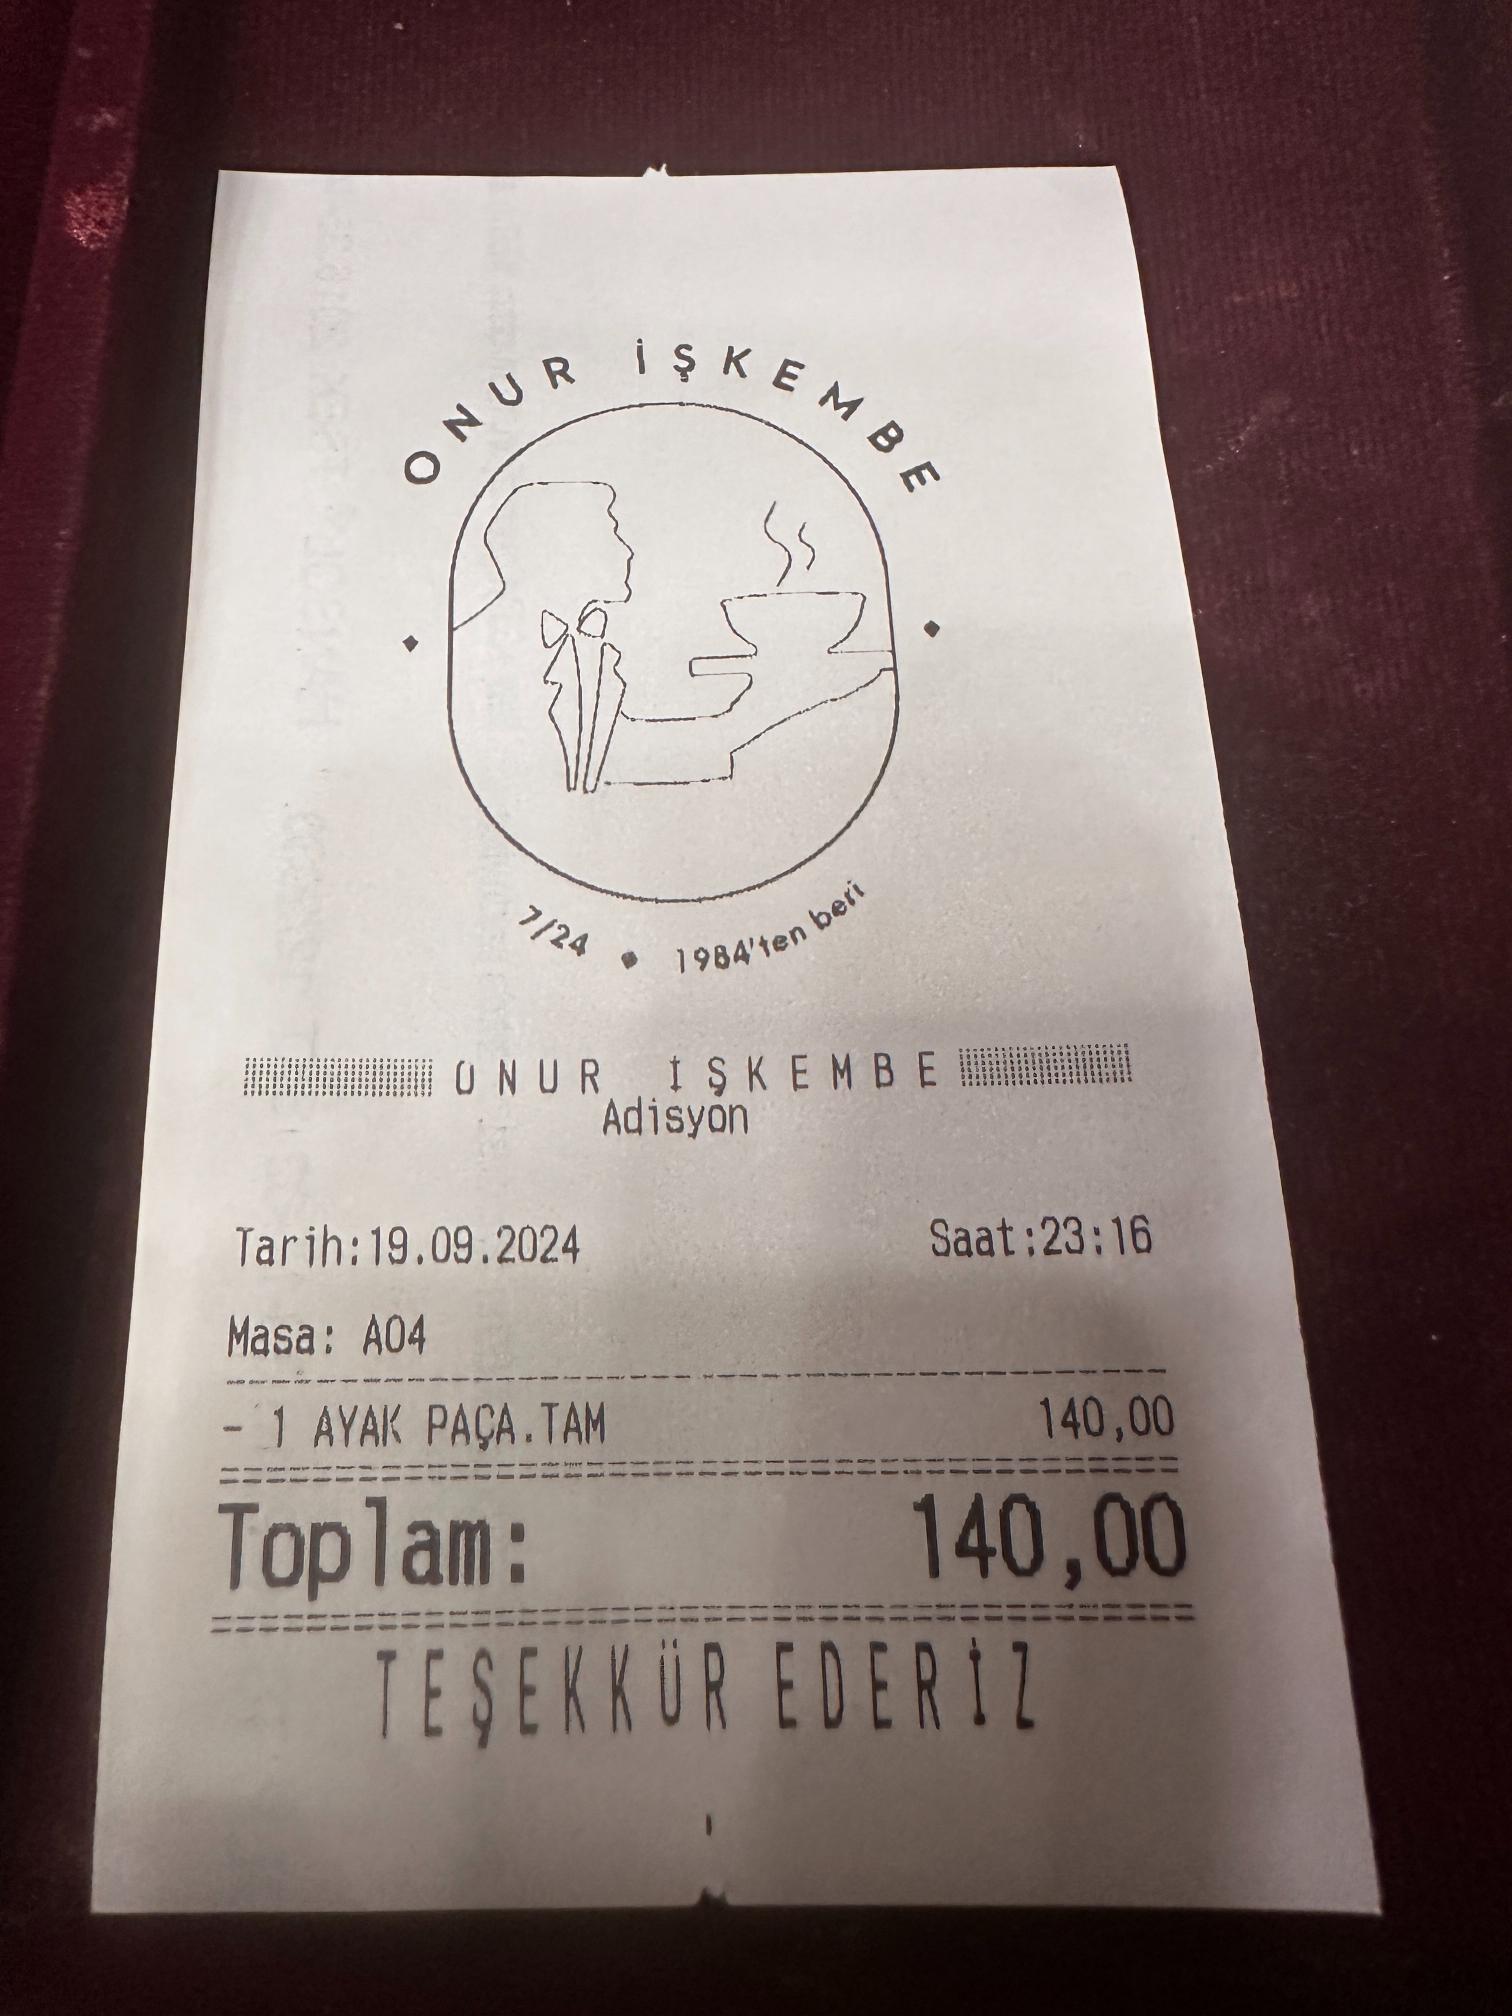 ONUR İŞKEMBE
7/24 • 1984'ten beri
ONUR İŞKEMBE
Adisyon
Tarih:19.09.2024 Saat:23:16
Masa: A04
- 1 AYAK PAÇA.TAM 140,00
Toplam: 140,00
TEŞEKKÜR EDERİZ